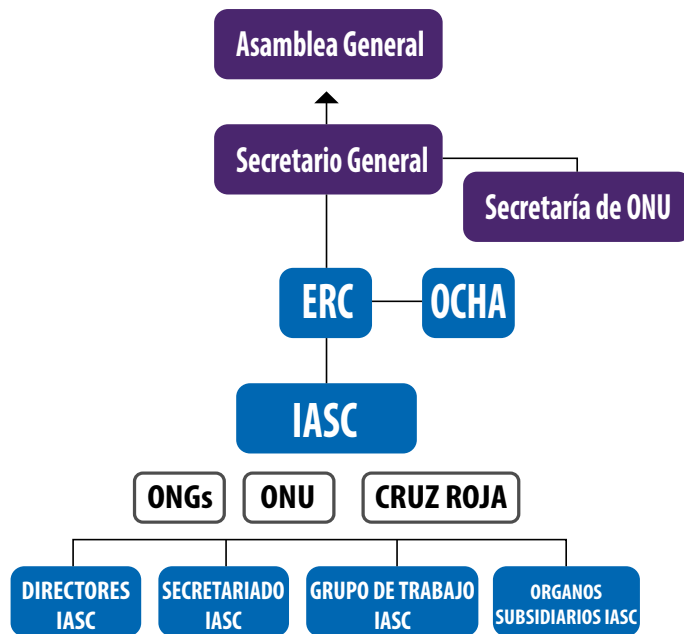 Asamblea General
Secretario General
Secretaría de ONU
ERC
OCHA
IASC
ONGs
ONU
CRUZ ROJA
DIRECTORES
IASC
SECRETARIADO
IASC
GRUPO DE TRABAJO
IASC
ORGANOS
SUBSIDIARIOS IASC